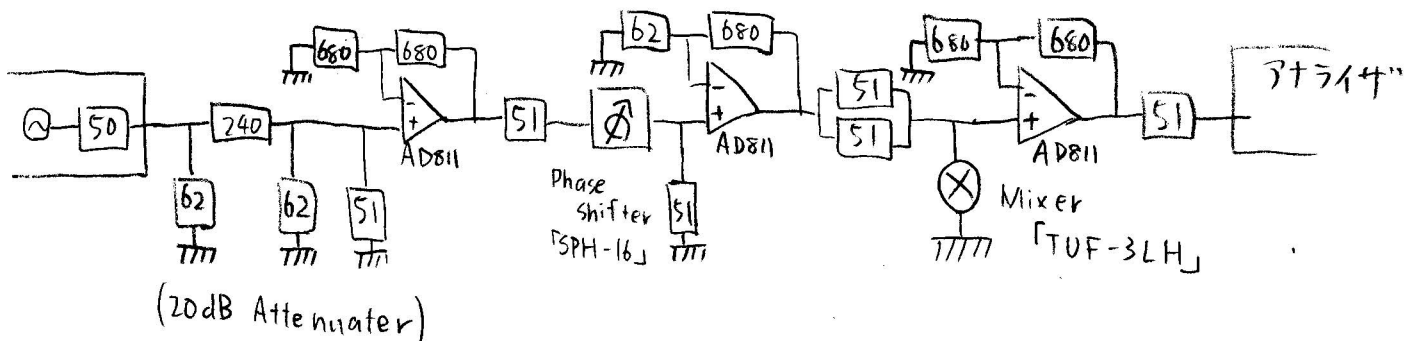 680
680
50
240
AD811
62
62
51
(20dB Attenuater)
51
Phase
Shifter
「SPH-16」
62
680
AD811
51
51
51
680
680
AD811
51
アナライザ
Mixer
「TUF-3LH」